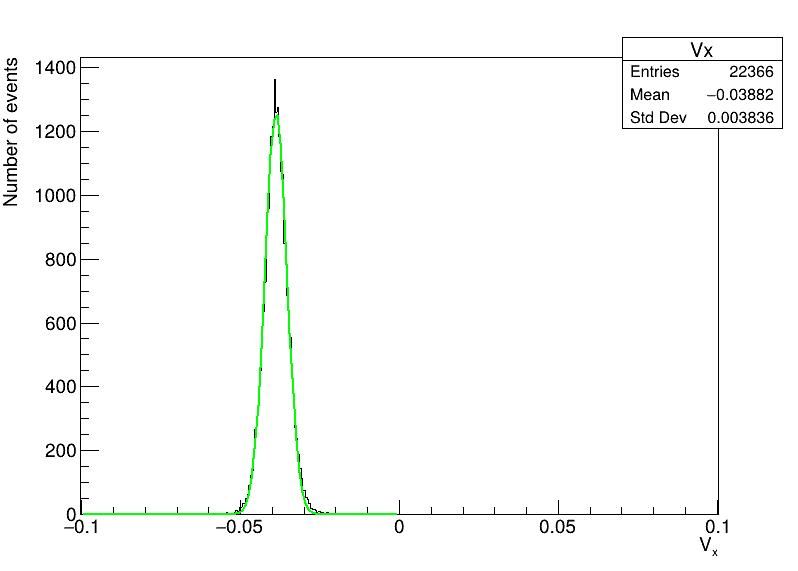 Vx
Entries 22366
Mean −0.03882
Std Dev 0.003836
Number of events
1400
1200
1000
800
600
400
200
0
−0.1 −0.05 0 0.05 0.1
Vx